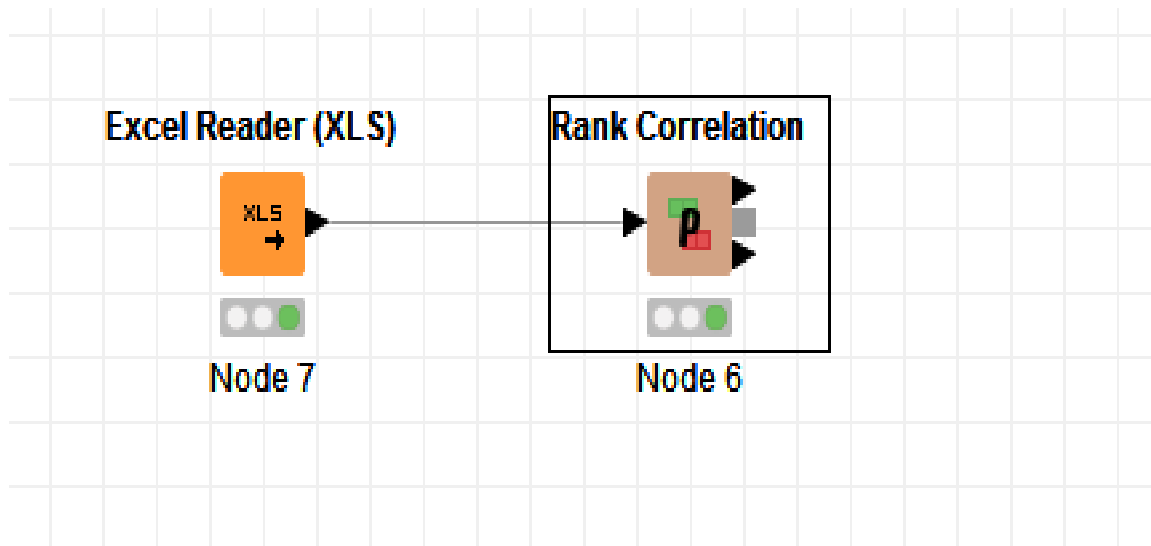 Excel Reader (XLS)
Rank Correlation
XLS
ρ
Node 7
Node 6